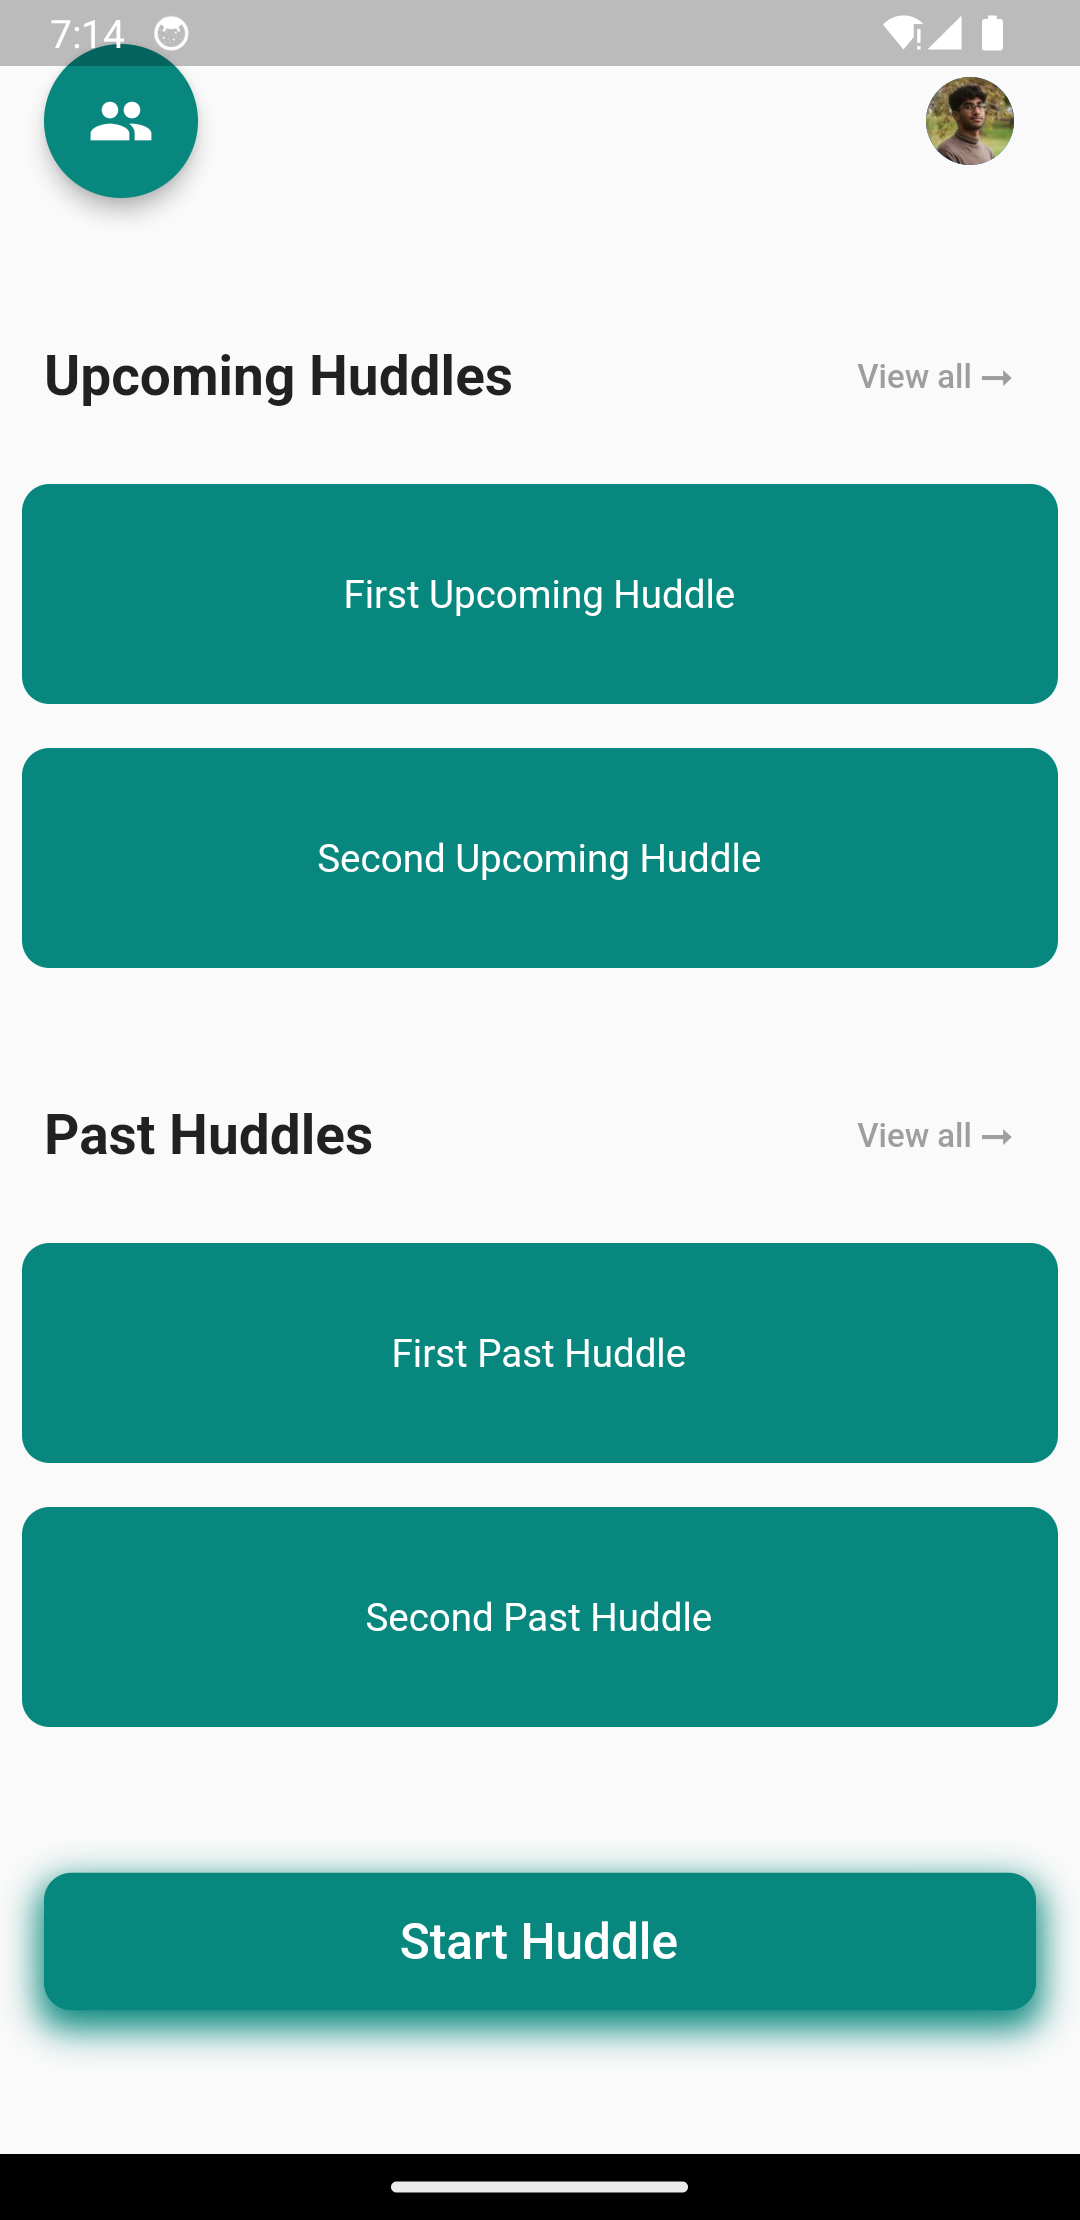 7:14
Upcoming Huddles
View all →
First Upcoming Huddle
Second Upcoming Huddle
Past Huddles
View all →
First Past Huddle
Second Past Huddle
Start Huddle